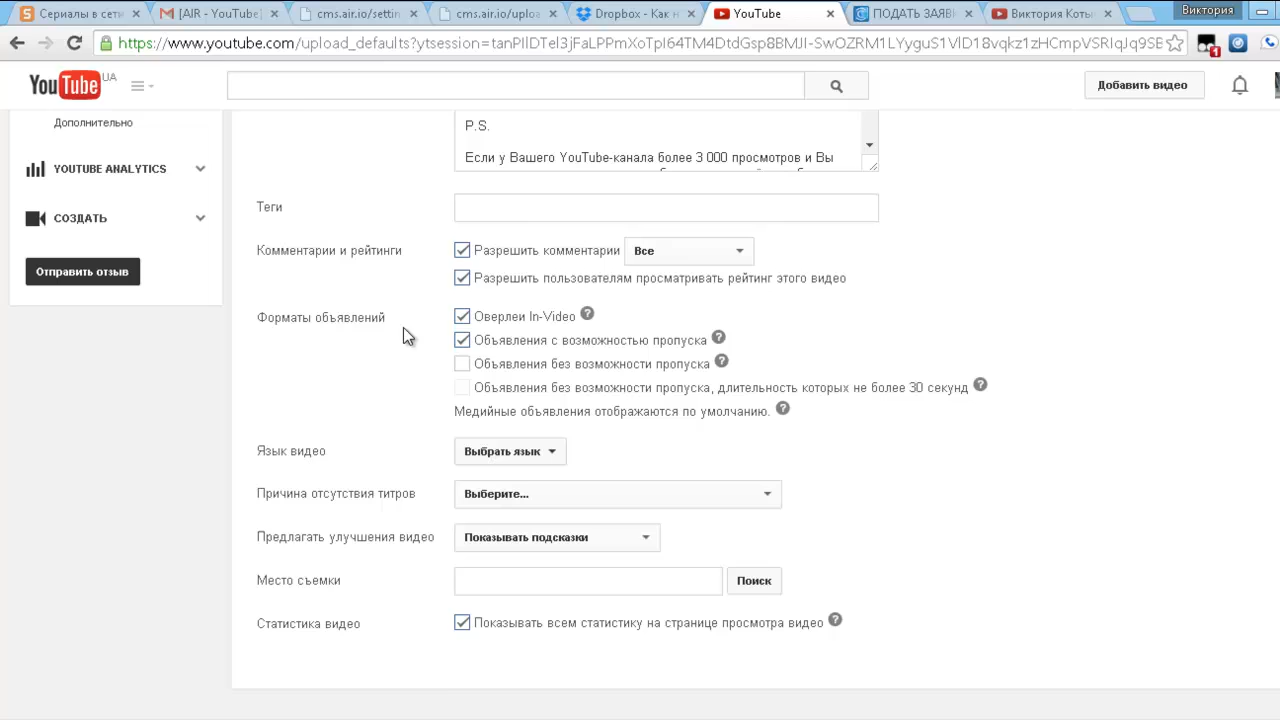 Сериалы в сет
[AIR - YouTube]
cms.air.io/settin
cms.air.io/uploa
Dropbox - Как н
YouTube
ПОДАТЬ ЗАЯВК
Виктория Коты
Виктория
https://www.youtube.com/upload_defaults?ytsession=
1
YouTube UA
Добавить видео
Дополнительно
YOUTUBE ANALYTICS
СОЗДАТЬ
Отправить отзыв
P.S.
Если у Вашего YouTube-канала более 3 000 просмотров и Вы
Теги
Комментарии и рейтинги
Разрешить комментарии Все
Разрешить пользователям просматривать рейтинг этого видео
Форматы объявлений
Оверлеи In-Video ?
Объявления с возможностью пропуска ?
Объявления без возможности пропуска ?
Объявления без возможности пропуска, длительность которых не более 30 секунд ?
Медийные объявления отображаются по умолчанию. ?
Язык видео Выбрать язык
Причина отсутствия титров Выберите...
Предлагать улучшения видео Показывать подсказки
Место съемки Поиск
Статистика видео Показывать всем статистику на странице просмотра видео ?